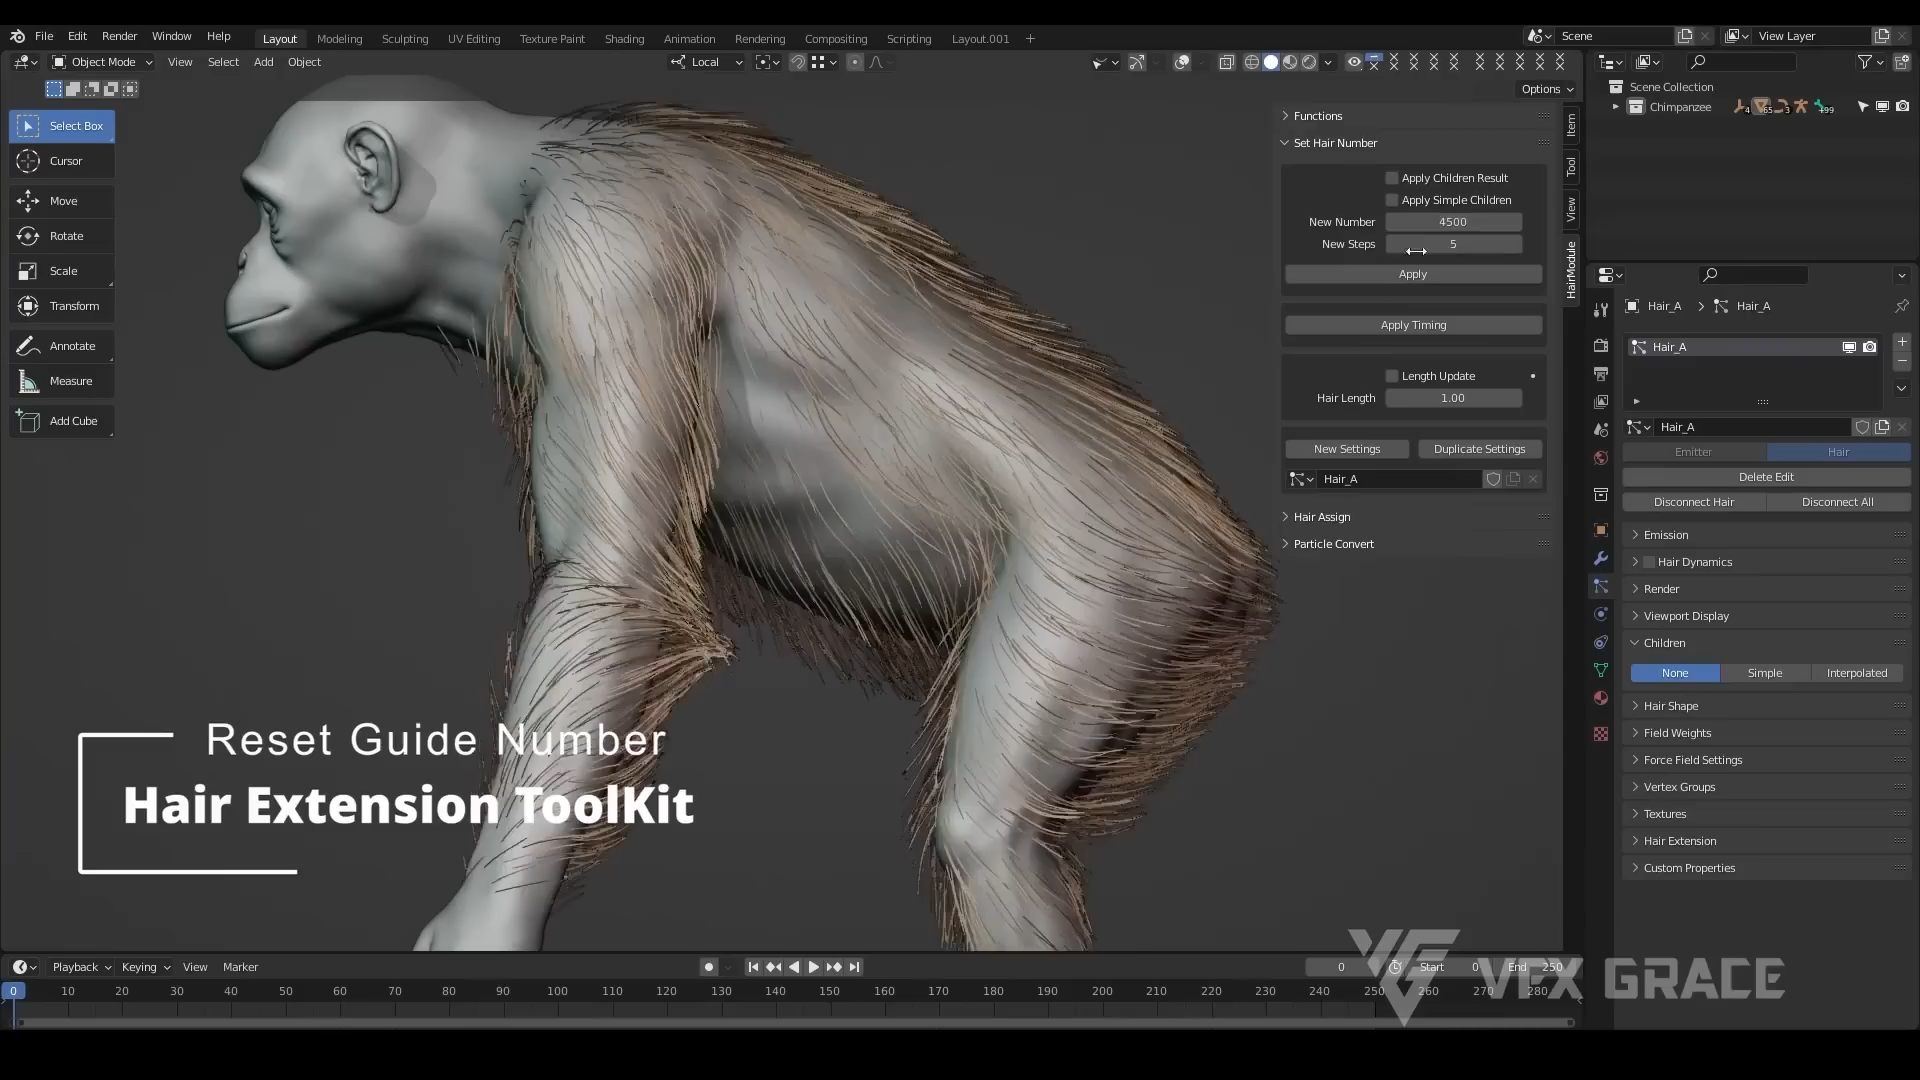 File Edit Render Window Help Layout Modeling Sculpting UV Editing Texture Paint Shading Animation Rendering Compositing Scripting Layout.001 + Scene View Layer
Object Mode View Select Add Object Local
Options
Select Box
Cursor
Move
Rotate
Scale
Transform
Annotate
Measure
Add Cube
Functions
Set Hair Number
Apply Children Result
Apply Simple Children
New Number 4500
New Steps 5
Apply
Apply Timing
Length Update
Hair Length 1.00
New Settings Duplicate Settings
Hair_A
Hair Assign
Particle Convert
Item
Tool
View
HairModule
Scene Collection
Chimpanzee
Hair_A Hair_A
Hair_A
Hair_A
Emitter Hair
Delete Edit
Disconnect Hair Disconnect All
Emission
Hair Dynamics
Render
Viewport Display
Children
None Simple Interpolated
Hair Shape
Field Weights
Force Field Settings
Vertex Groups
Textures
Hair Extension
Custom Properties
Reset Guide Number
Hair Extension ToolKit
Playback Keying View Marker 0 Start 0 End 250
0 10 20 30 40 50 60 70 80 90 100 110 120 130 140 150 160 170 180 190 200 210 220 230 240 250 260 270 280
VFX GRACE